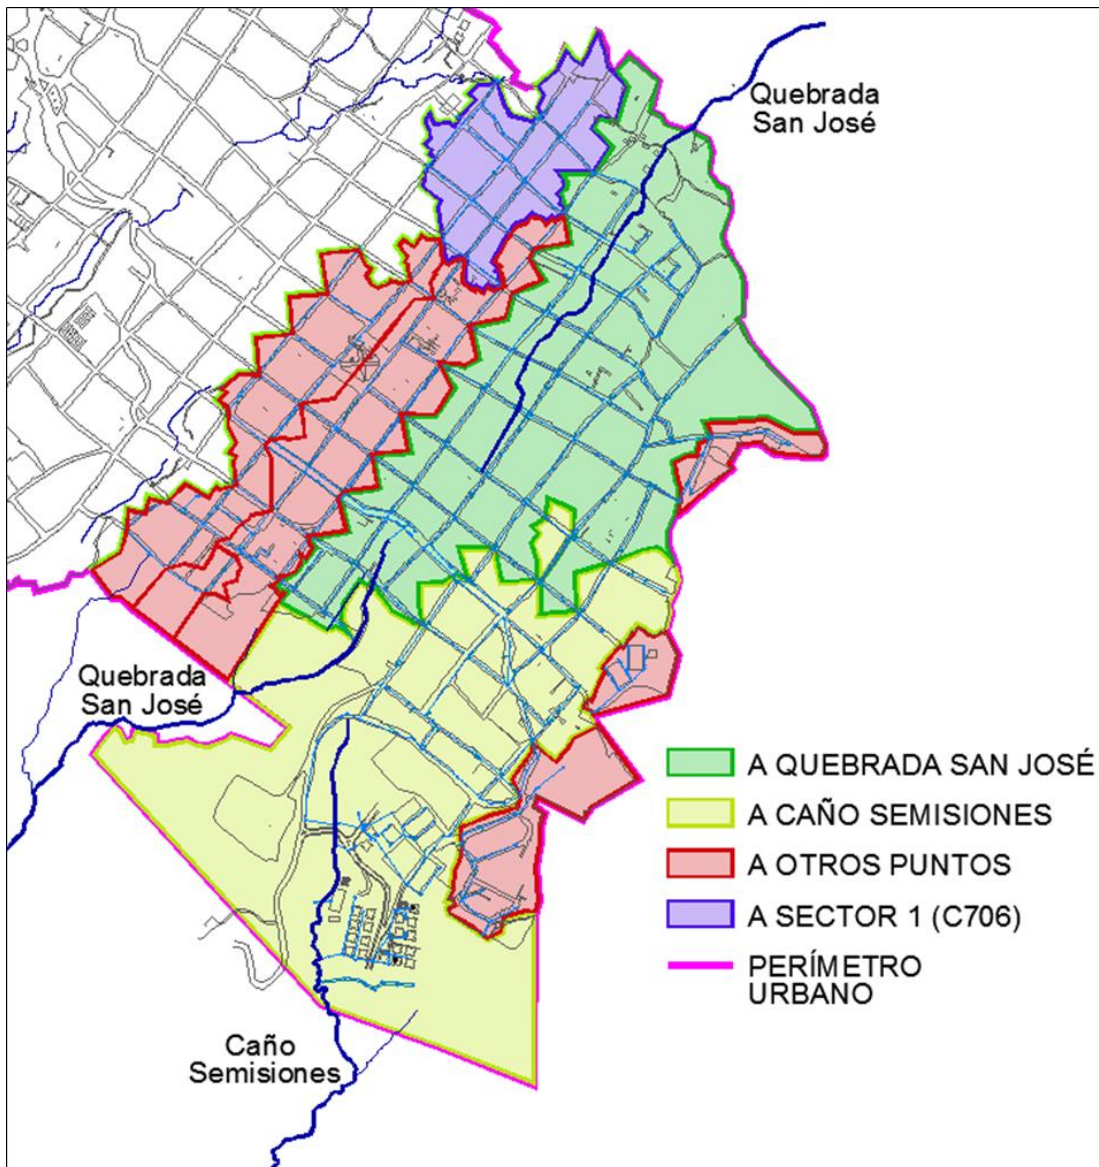 Quebrada
San José
Quebrada
San José
A QUEBRADA SAN JOSÉ
A CAÑO SEMISIONES
A OTROS PUNTOS
A SECTOR 1 (C706)
PERÍMETRO
URBANO
Caño
Semisiones